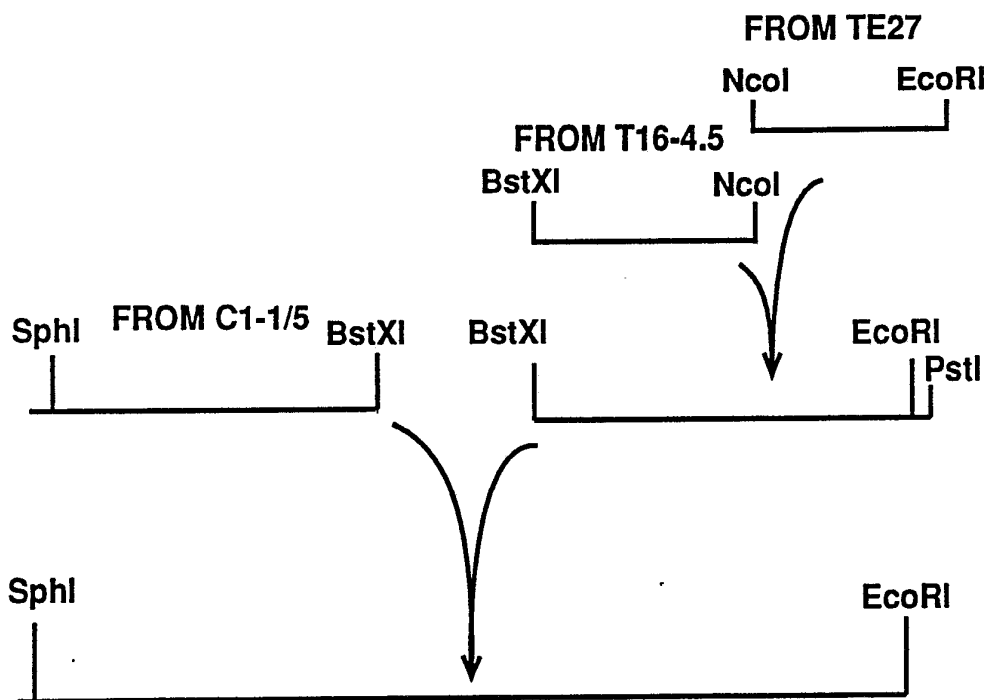 FROM TE27
NcoI EcoRI
FROM T16-4.5
BstXI NcoI
SphI FROM C1-1/5 BstXI BstXI EcoRI
PstI
SphI EcoRI